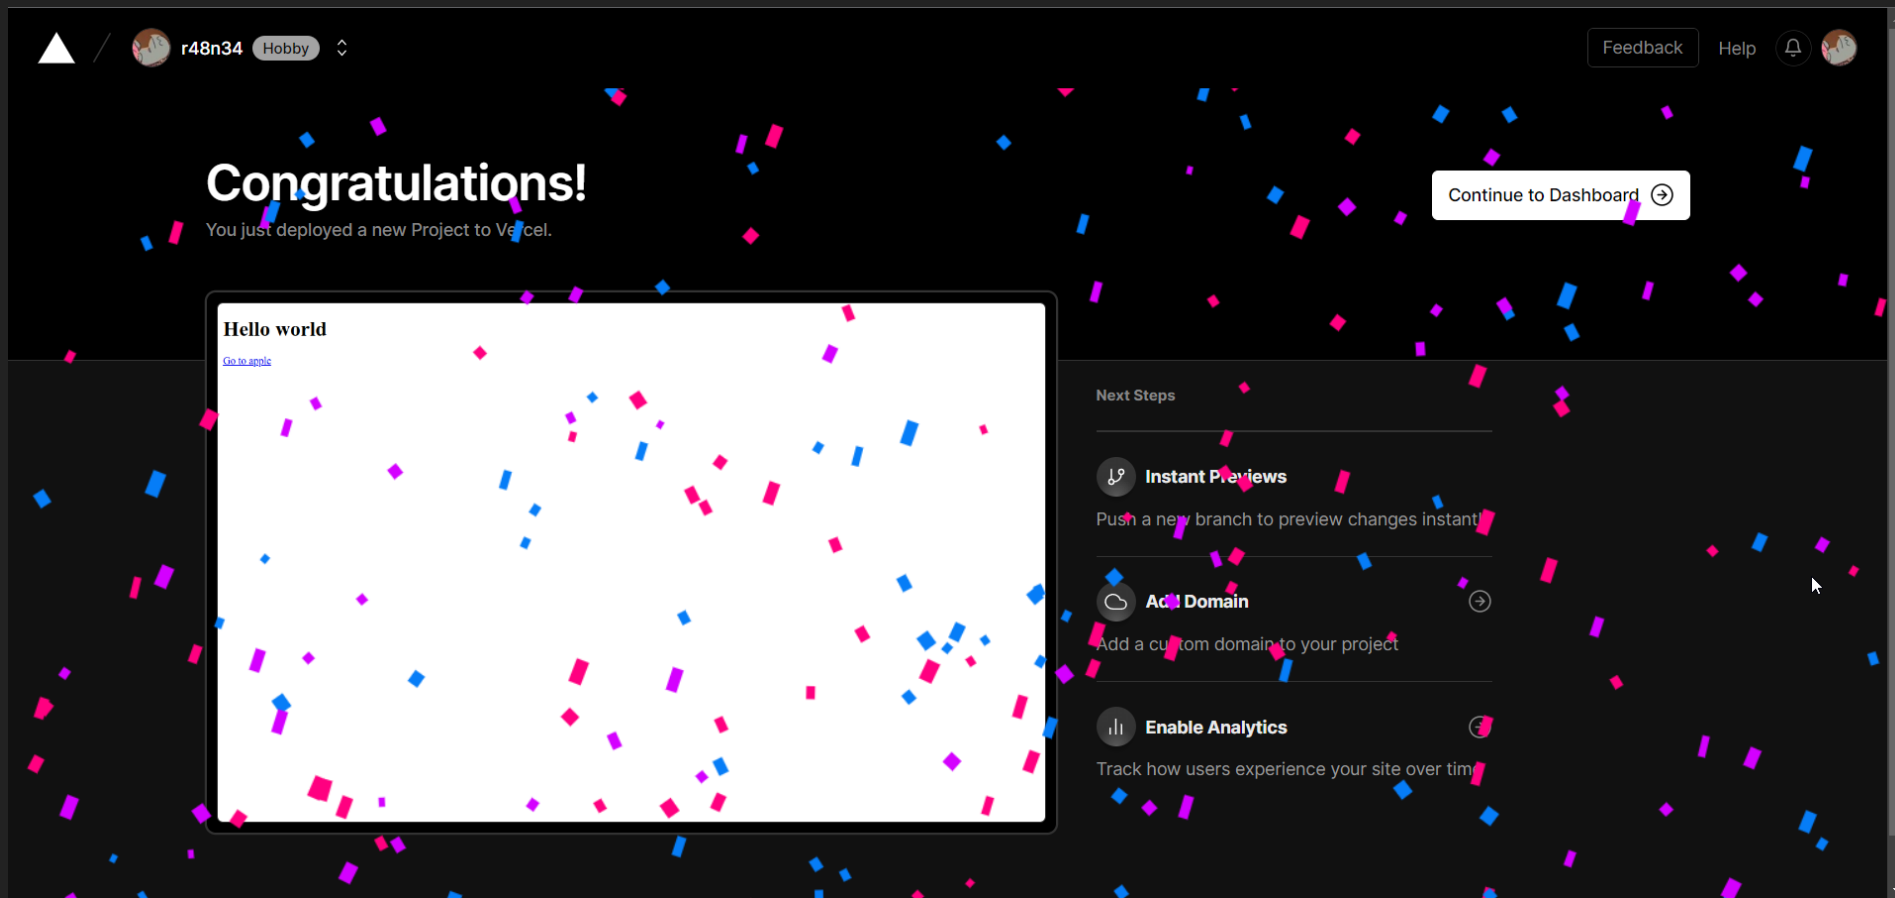 r48n34 Hobby
Feedback Help
Congratulations!
You just deployed a new Project to Vercel.
Continue to Dashboard
Hello world
Go to apple
Next Steps
Instant Previews
Push a new branch to preview changes instantly
Add Domain
Add a custom domain to your project
Enable Analytics
Track how users experience your site over time